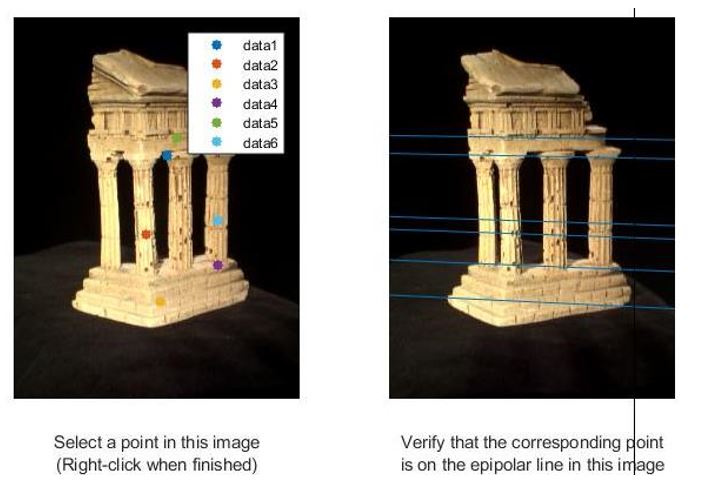 data1
data2
data3
data4
data5
data6
Select a point in this image
(Right-click when finished)
Verify that the corresponding point
is on the epipolar line in this image